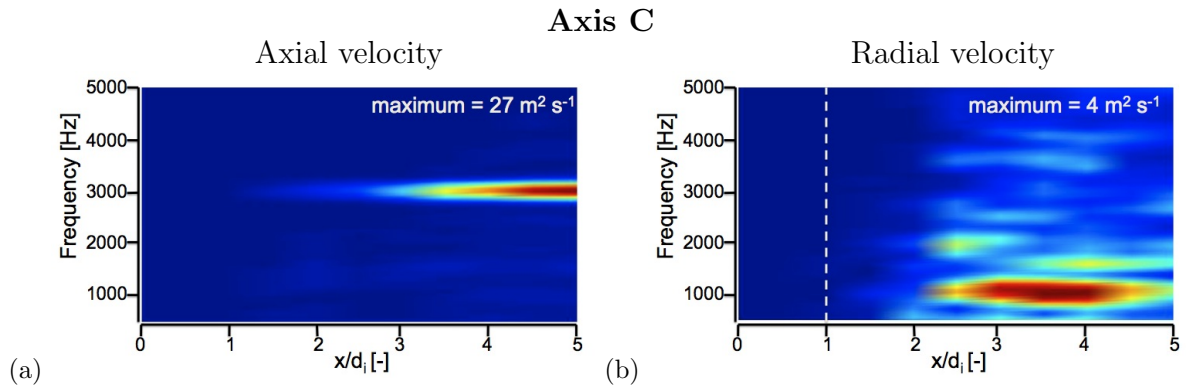 Axis C
Axial velocity
Radial velocity
5000
4000
3000
2000
1000
Frequency [Hz]
maximum = 27 m² s⁻¹
0 1 2 3 4 5
x/dᵢ [-]
(a)
5000
4000
3000
2000
1000
Frequency [Hz]
maximum = 4 m² s⁻¹
0 1 2 3 4 5
x/dᵢ [-]
(b)